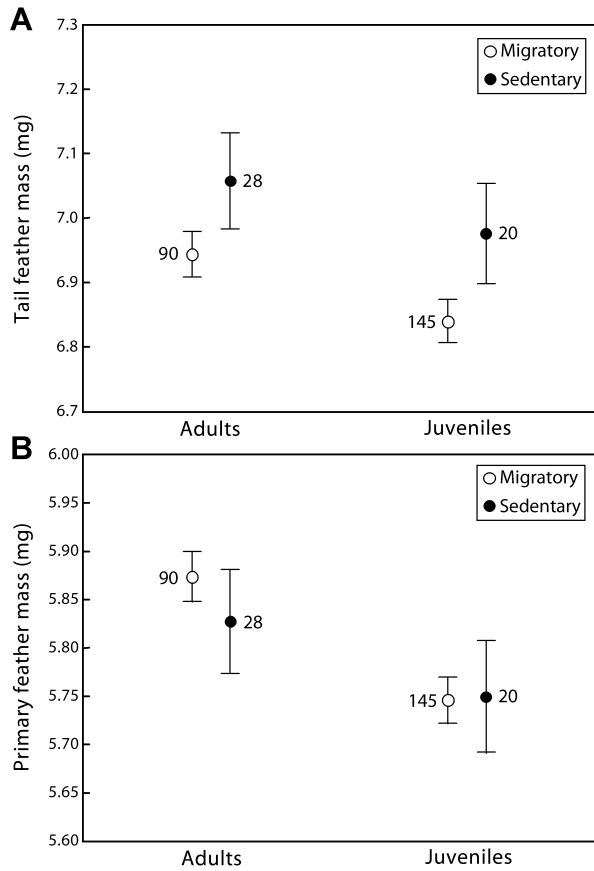 A
7.3
7.2
7.1
7.0
6.9
6.8
6.7
Tail feather mass (mg)
Migratory
Sedentary
90
28
145
20
Adults
Juveniles
B
6.00
5.95
5.90
5.85
5.80
5.75
5.70
5.65
5.60
Primary feather mass (mg)
Migratory
Sedentary
90
28
145
20
Adults
Juveniles